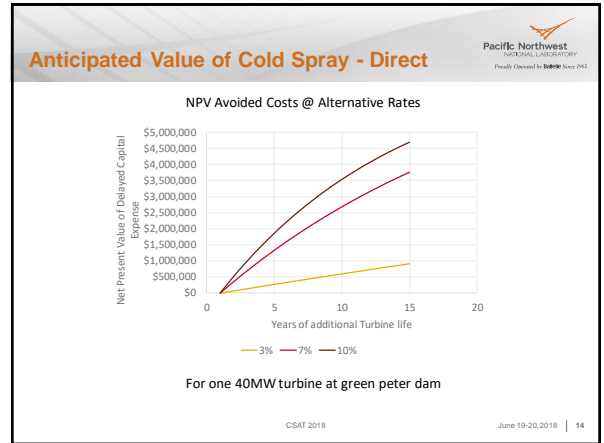 Anticipated Value of Cold Spray - Direct
Pacific Northwest
NATIONAL LABORATORY
Proudly Operated by Battelle Since 1965
NPV Avoided Costs @ Alternative Rates
Net Present Value of Delayed Capital
Expense
$5,000,000
$4,500,000
$4,000,000
$3,500,000
$3,000,000
$2,500,000
$2,000,000
$1,500,000
$1,000,000
$500,000
$0
0 5 10 15 20
Years of additional Turbine life
3% 7% 10%
For one 40MW turbine at green peter dam
CSAT 2018
June 19-20, 2018 | 14